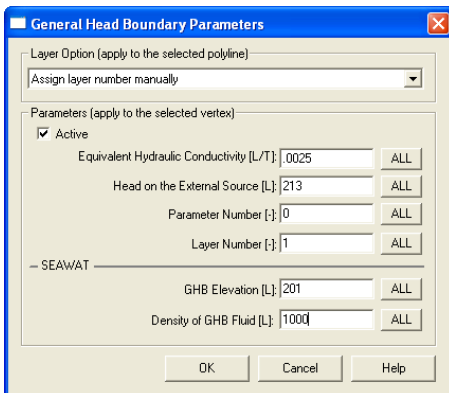 General Head Boundary Parameters
Layer Option (apply to the selected polyline)
Assign layer number manually
Parameters (apply to the selected vertex)
Active
Equivalent Hydraulic Conductivity [L/T]: .0025 ALL
Head on the External Source [L]: 213 ALL
Parameter Number [-]: 0 ALL
Layer Number [-]: 1 ALL
SEAWAT
GHB Elevation [L]: 201 ALL
Density of GHB Fluid [L]: 1000 ALL
OK Cancel Help